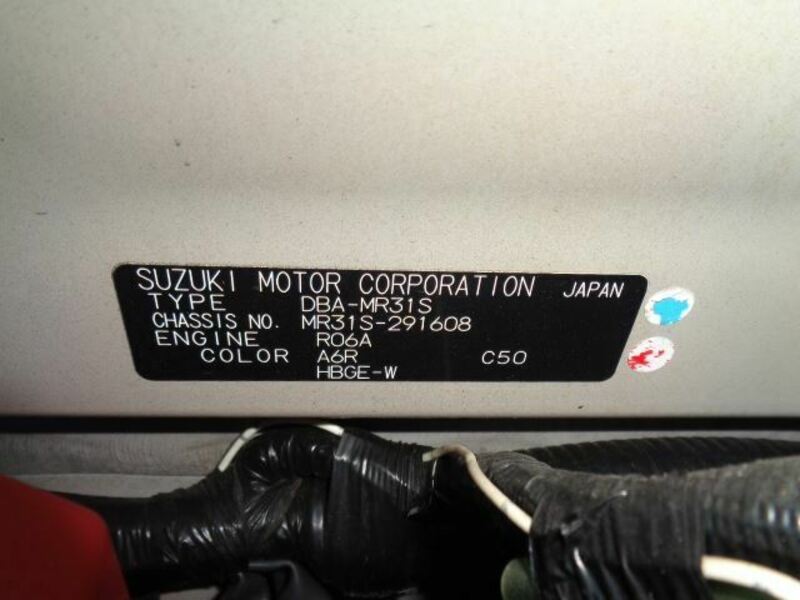 SUZUKI MOTOR CORPORATION JAPAN
TYPE DBA-MR31S
CHASSIS NO. MR31S-291608
ENGINE R06A
COLOR A6R C50
HBGE-W